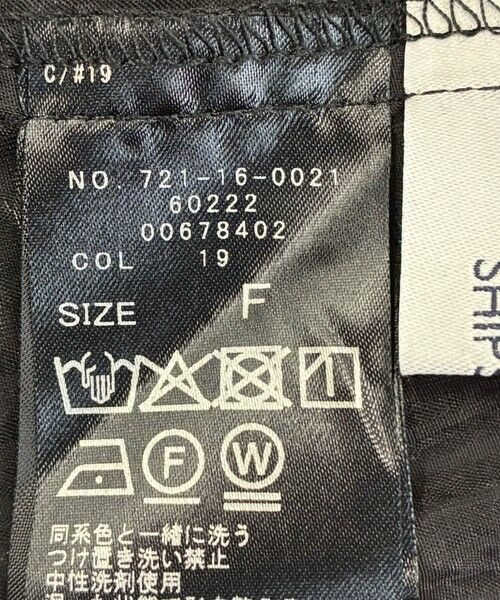 C/#19
NO. 721-16-0021
60222
00678402
COL 19
SIZE F
F W
同系色と一緒に洗う
つけ置き洗い禁止
中性洗剤使用
SHIPS